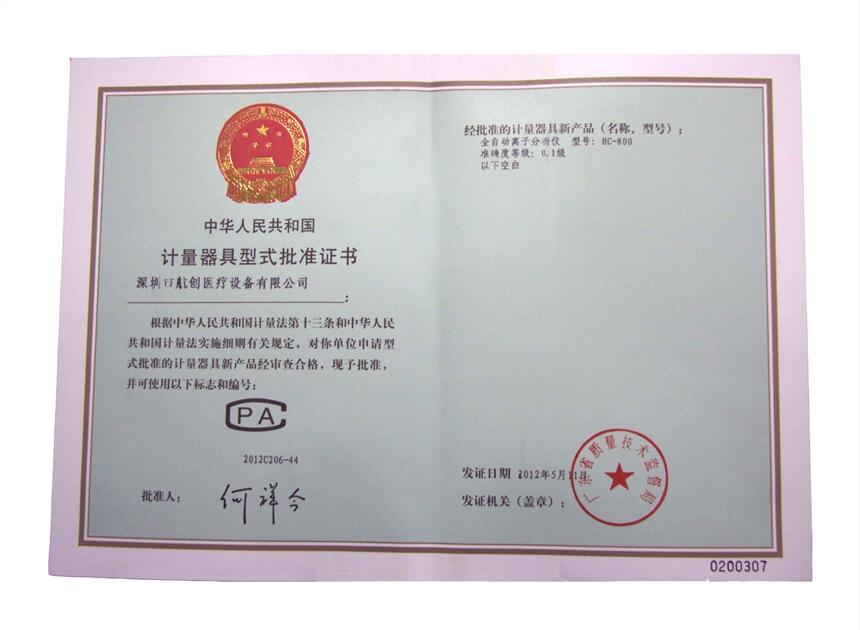 中华人民共和国
计量器具型式批准证书
深圳市航创医疗设备有限公司
：
根据中华人民共和国计量法第十三条和中华人民
共和国计量法实施细则有关规定，对你单位申请型
式批准的计量器具新产品经审查合格，现予批准，
并可使用以下标志和编号：
CPA
2012C206-44
批准人：
经批准的计量器具新产品（名称、型号）：
全自动离子分析仪 型号：HC-800
准确度等级：0.1级
以下空白
发证日期 2012年5月11日
发证机关（盖章）：
广东省质量技术监督局
0200307